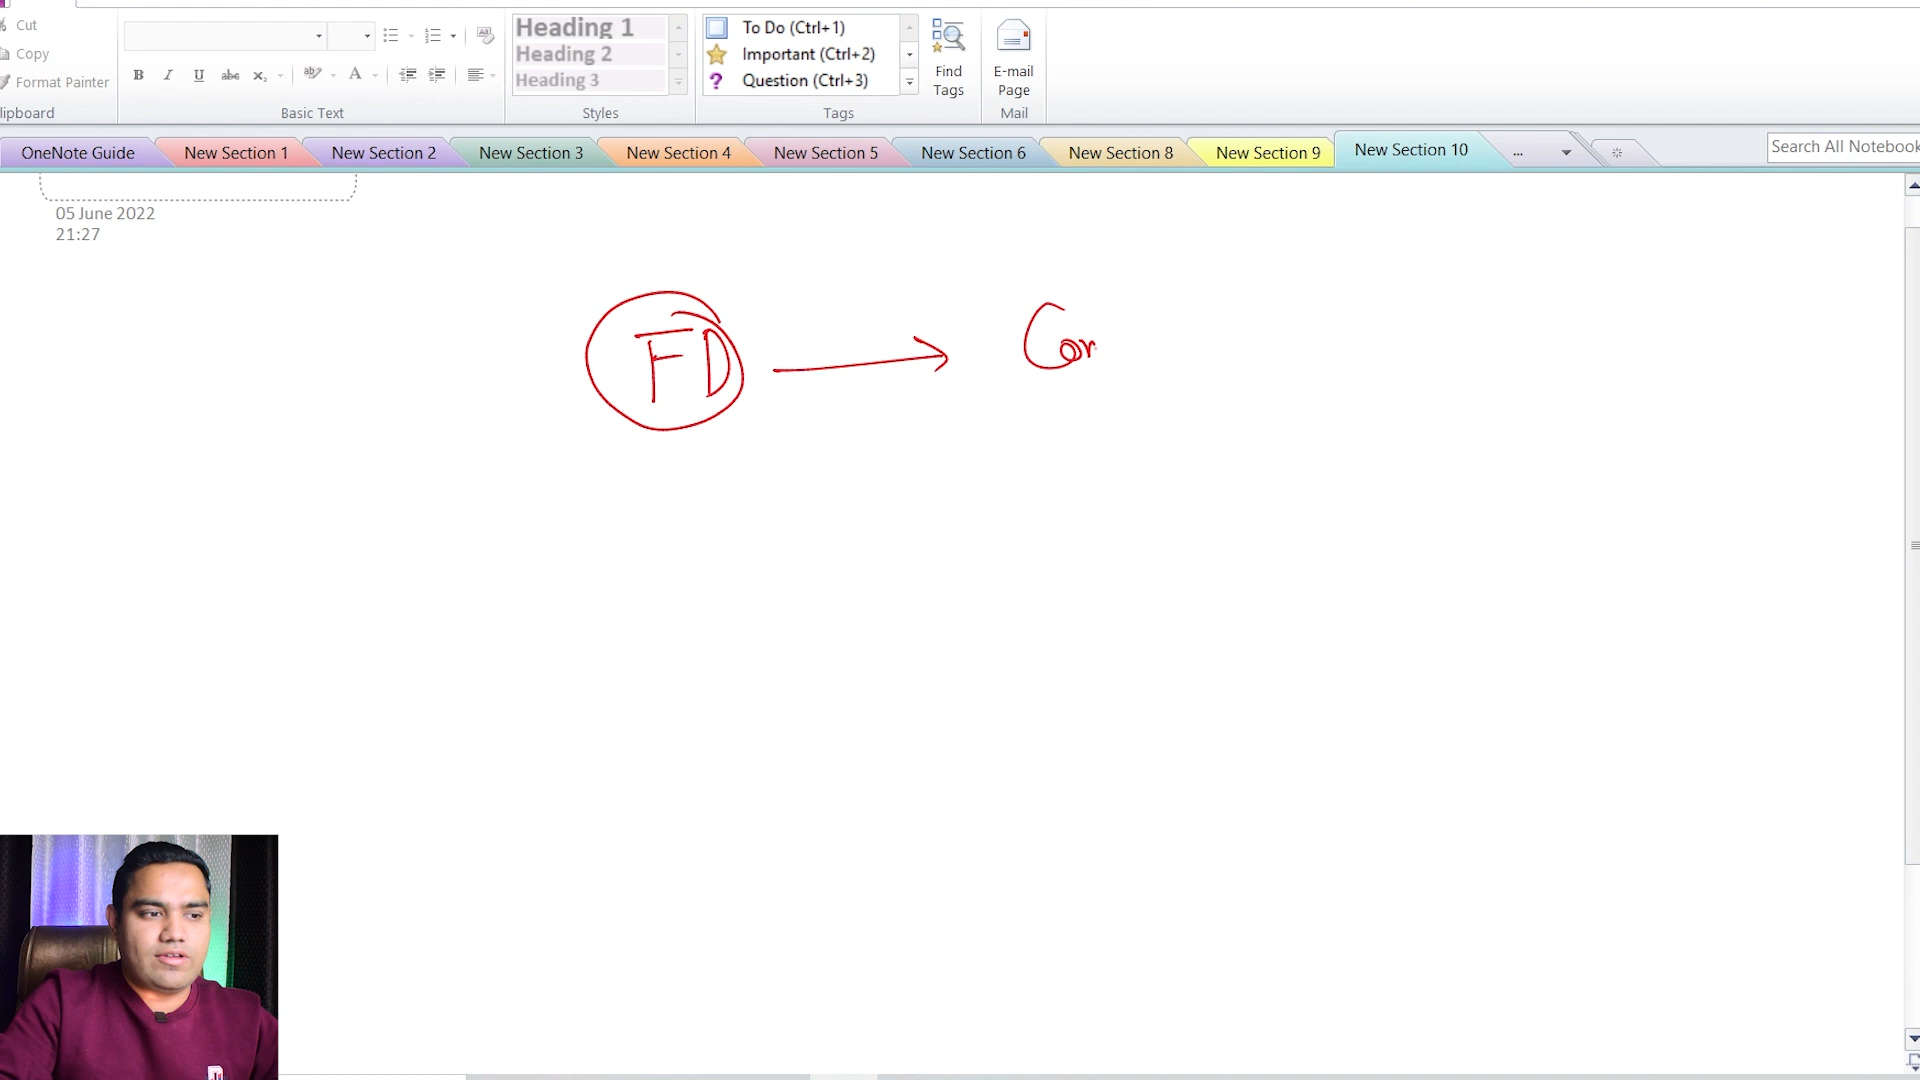 Cut
Copy
Format Painter
lipboard
B I U abc x₂ ab A
Basic Text
Heading 1
Heading 2
Heading 3
Styles
To Do (Ctrl+1)
Important (Ctrl+2)
Question (Ctrl+3)
Tags
Find
Tags
E-mail
Page
Mail
OneNote Guide New Section 1 New Section 2 New Section 3 New Section 4 New Section 5 New Section 6 New Section 8 New Section 9 New Section 10 ... Search All Notebook
05 June 2022
21:27
FD Cor